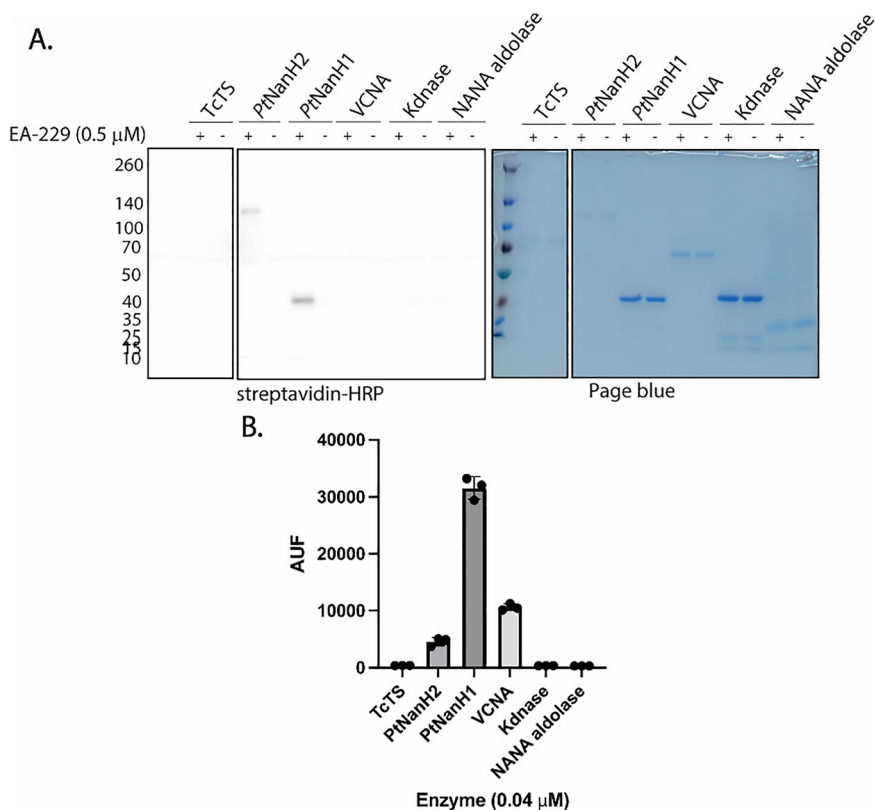 A.
TcTS PtNanH2 PtNanH1 VCNA Kdnase NANA aldolase TcTS PtNanH2 PtNanH1 VCNA Kdnase NANA aldolase
EA-229 (0.5 μM) + - + - + - + - + - + - + - + - + - + - + - + -
260
140
100
70
50
40
35
25
15
10
streptavidin-HRP Page blue
B.
AUF
40000
30000
20000
10000
0
TcTS PtNanH2 PtNanH1 VCNA Kdnase NANA aldolase
Enzyme (0.04 μM)